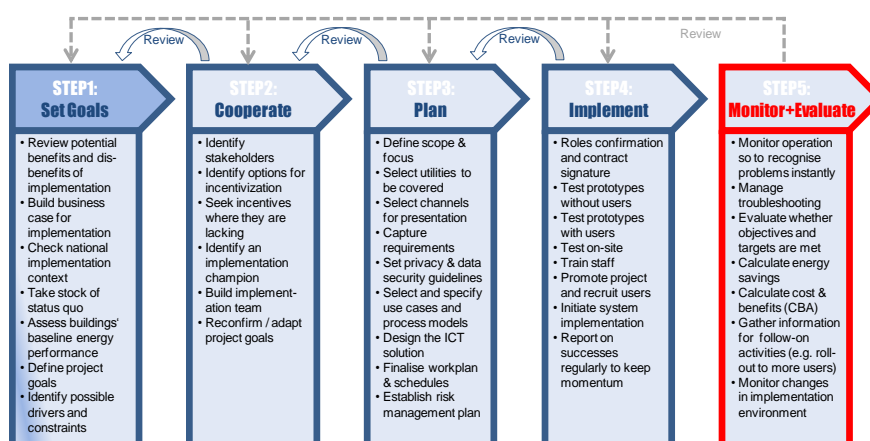 Review
Review
Review
Review
STEP1:
Set Goals
• Review potential
benefits and dis-
benefits of
implementation
• Build business
case for
implementation
• Check national
implementation
context
• Take stock of
status quo
• Assess buildings'
baseline energy
performance
• Define project
goals
• Identify possible
drivers and
constraints
STEP2:
Cooperate
• Identify
stakeholders
• Identify options for
incentivization
• Seek incentives
where they are
lacking
• Identify an
implementation
champion
• Build implement-
ation team
• Reconfirm / adapt
project goals
STEP3:
Plan
• Define scope &
focus
• Select utilities to
be covered
• Select channels for
presentation
• Capture
requirements
• Set privacy & data
security guidelines
• Select and specify
use cases and
process models
• Design the ICT
solution
• Finalise workplan
& schedules
• Establish risk
management plan
STEP4:
Implement
• Roles confirmation
and contract
signature
• Test prototypes
without users
• Test prototypes
with users
• Test on-site
• Train staff
• Promote project
and recruit users
• Initiate system
implementation
• Report on
successes
regularly to keep
momentum
STEP5:
Monitor+Evaluate
• Monitor operation
so to recognise
problems instantly
• Manage
troubleshooting
• Evaluate whether
objectives and
targets are met
• Calculate energy
savings
• Calculate cost &
benefits (CBA)
• Gather information
for follow-on
activities (e.g. roll-
out to more users)
• Monitor changes
in implementation
environment